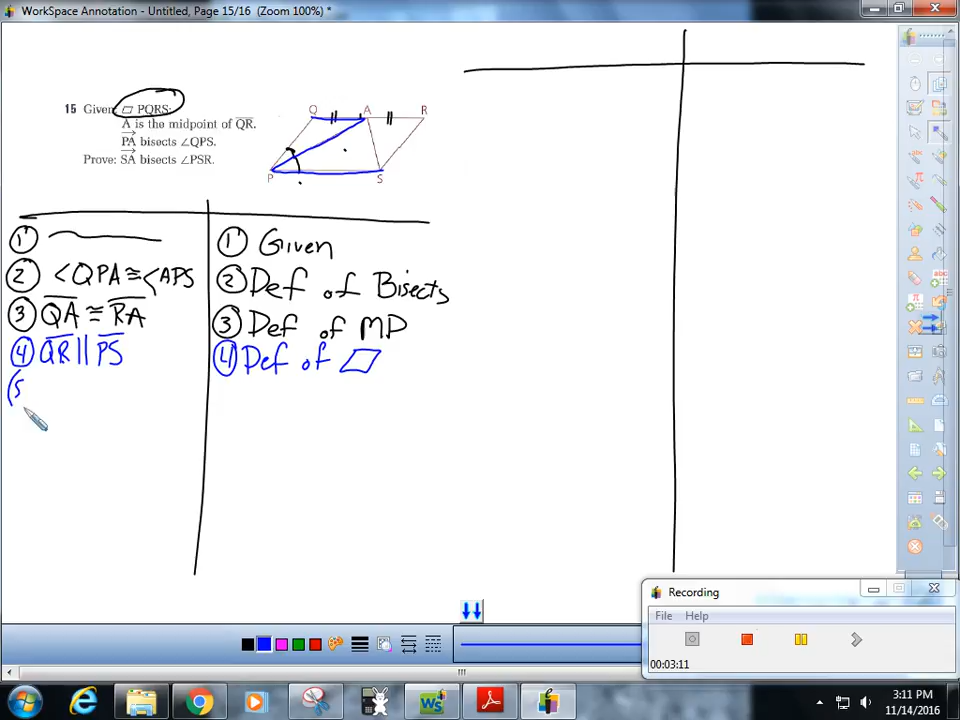 WorkSpace Annotation - Untitled, Page 15/16 (Zoom 100%) *
15 Given: ▱ PQRS;
A is the midpoint of QR.
PA bisects ∠QPS.
Prove: SA bisects ∠PSR.
Q A R
P S
① ① Given
② <QPA ≅ <APS ② Def of Bisects
③ QA ≅ RA ③ Def of MD
④ QR || PS ④ Def of ▱
(5
Recording
File Help
00:03:11
3:11 PM
11/14/2016